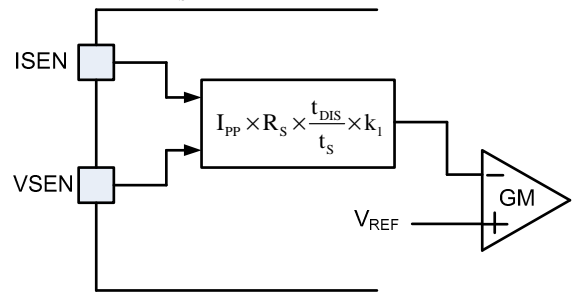 ISEN
I_PP × R_S × t_DIS/t_S × k_1
VSEN
GM
V_REF